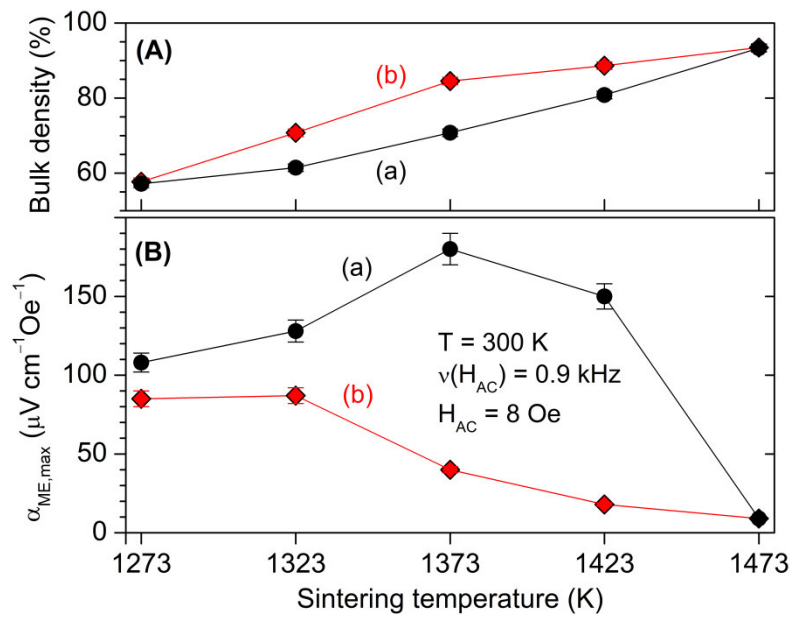 100
80
60
Bulk density (%)
(A)
(b)
(a)
(B)
(a)
(b)
150
100
50
0
α_ME,max (μV cm⁻¹Oe⁻¹)
T = 300 K
ν(H_AC) = 0.9 kHz
H_AC = 8 Oe
1273 1323 1373 1423 1473
Sintering temperature (K)